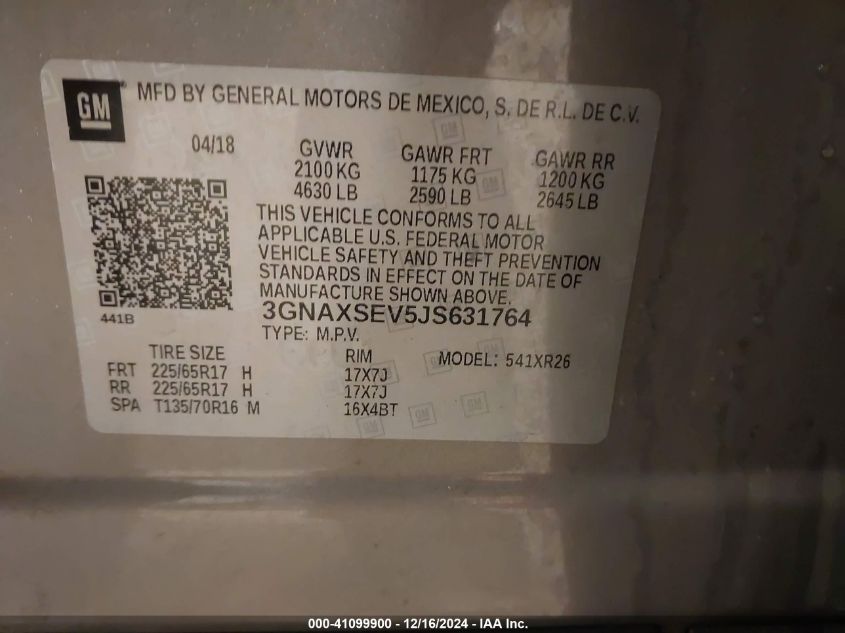 GM MFD BY GENERAL MOTORS DE MEXICO, S. DE R.L. DE C.V.
04/18 GVWR GAWR FRT GAWR RR
2100 KG 1175 KG 1200 KG
4630 LB 2590 LB 2645 LB
THIS VEHICLE CONFORMS TO ALL
APPLICABLE U.S. FEDERAL MOTOR
VEHICLE SAFETY AND THEFT PREVENTION
STANDARDS IN EFFECT ON THE DATE OF
MANUFACTURE SHOWN ABOVE.
441B 3GNAXSEV5JS631764
TYPE: M.P.V.
TIRE SIZE RIM MODEL: 541XR26
FRT 225/65R17 H 17X7J
RR 225/65R17 H 17X7J
SPA T135/70R16 M 16X4BT
000-41099900 - 12/16/2024 - IAA Inc.